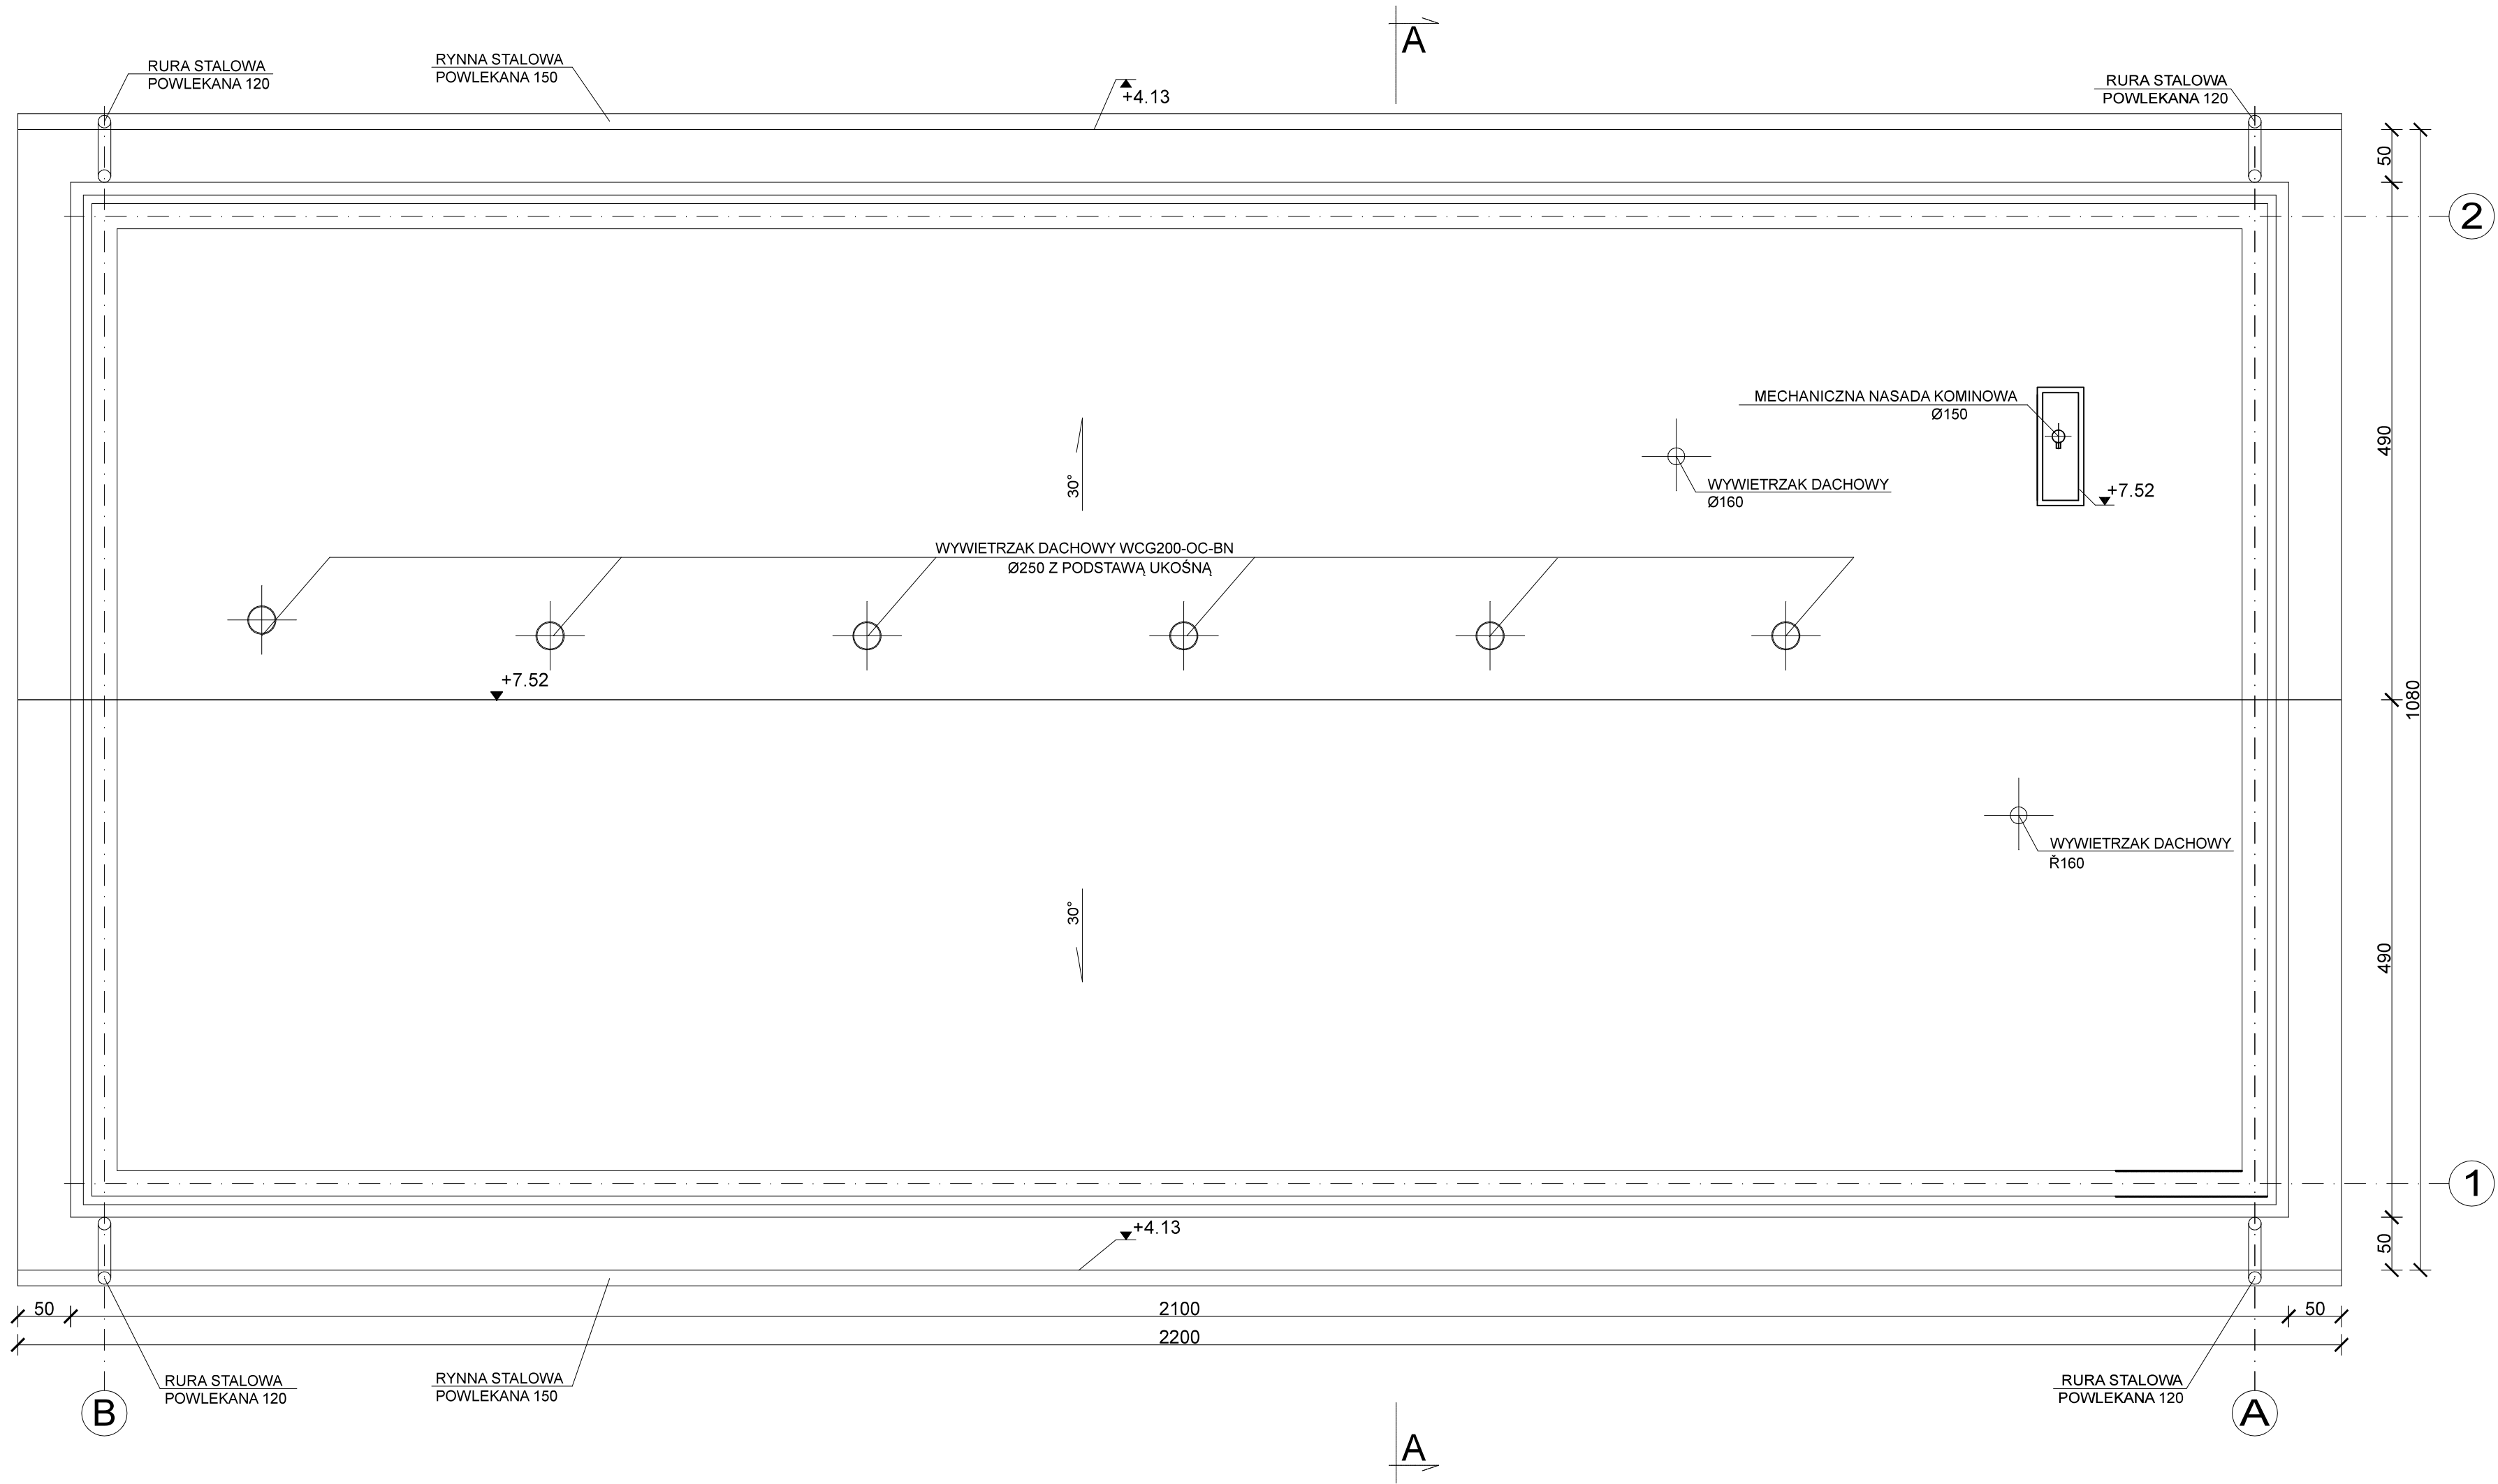 A
RURA STALOWA
POWLEKANA 120
RYNNA STALOWA
POWLEKANA 150
+4.13
RURA STALOWA
POWLEKANA 120
50
2
MECHANICZNA NASADA KOMINOWA
Ø150
490
30°
WYWIETRZAK DACHOWY
Ø160
+7.52
WYWIETRZAK DACHOWY WCG200-OC-BN
Ø250 Z PODSTAWĄ UKOŚNĄ
+7.52
1080
WYWIETRZAK DACHOWY
Ř160
30°
490
1
+4.13
50
50
2100
50
2200
RURA STALOWA
POWLEKANA 120
RYNNA STALOWA
POWLEKANA 150
RURA STALOWA
POWLEKANA 120
B
A
A